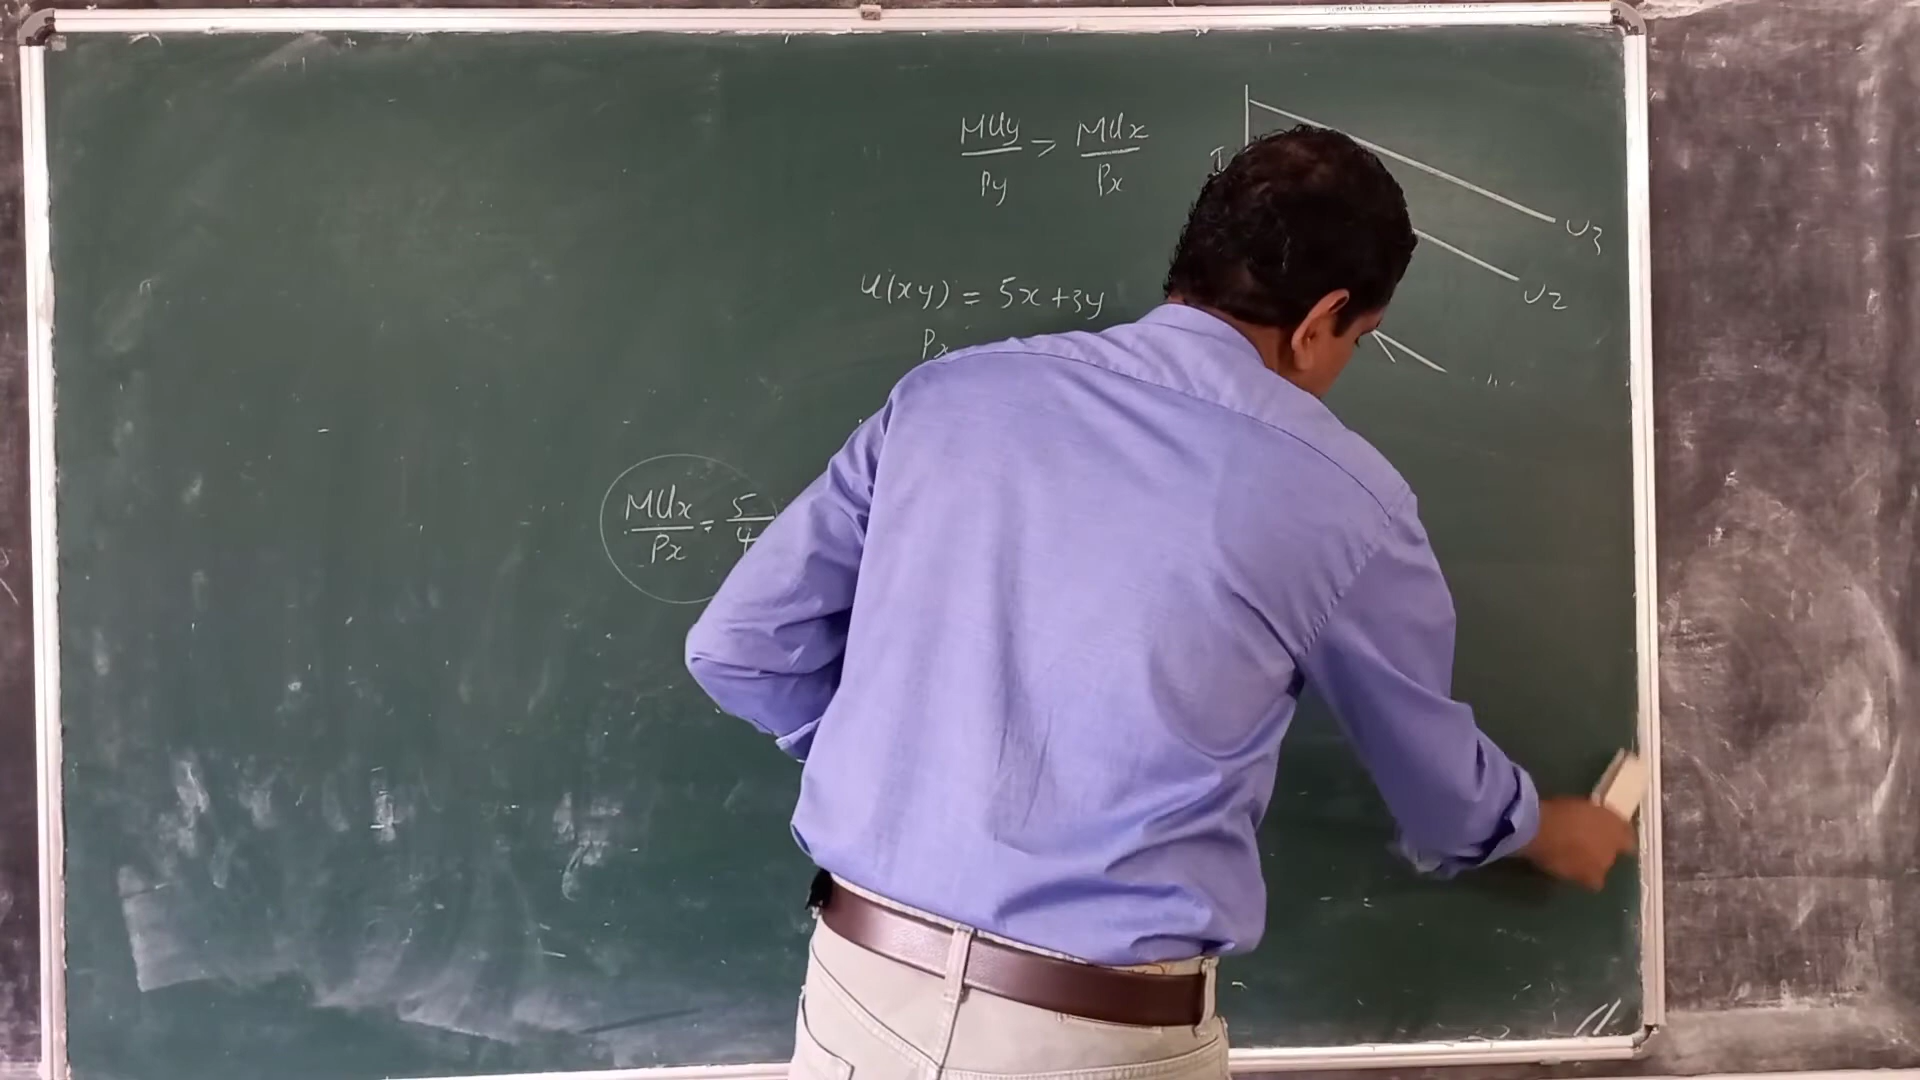 MUy/Py > MUx/Px
U(xy) = 5x + 3y
Px
MUx/Px = 5/4
U3
U2